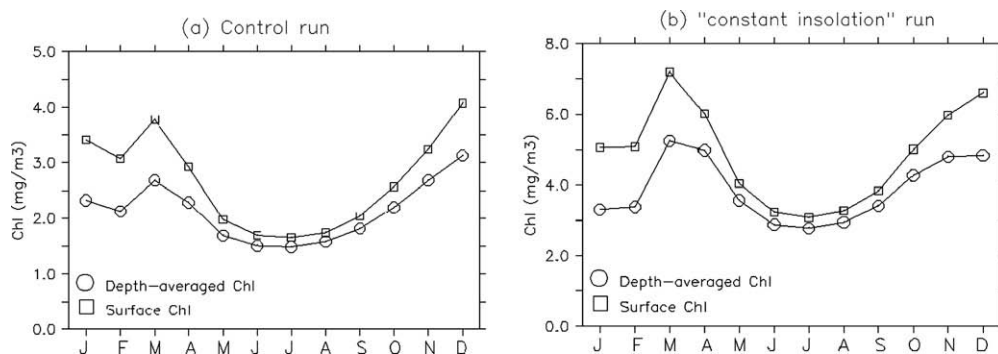 (a) Control run
5.0
4.0
3.0
2.0
1.0
0.0
Chl (mg/m3)
Depth-averaged Chl
Surface Chl
J F M A M J J A S O N D
(b) "constant insolation" run
8.0
6.0
4.0
2.0
0.0
Chl (mg/m3)
Depth-averaged Chl
Surface Chl
J F M A M J J A S O N D